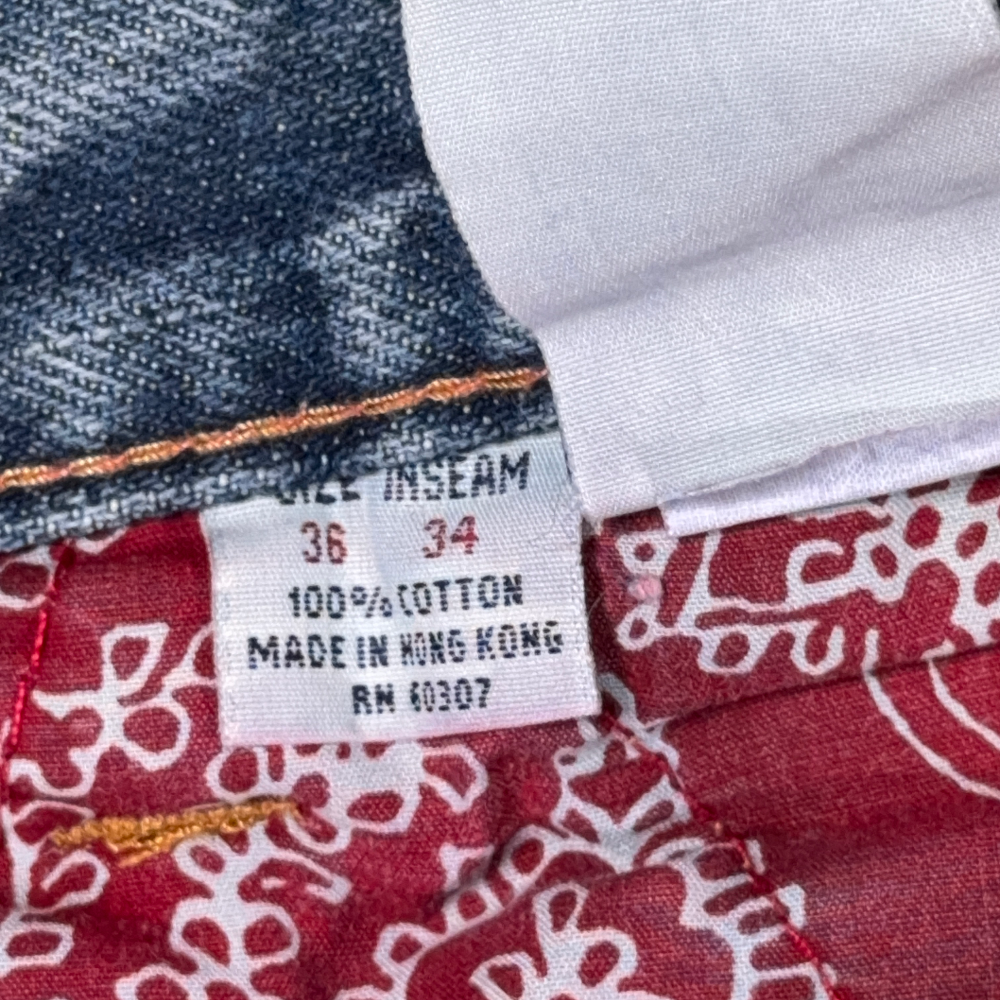 SIZE INSEAM
36 34
100% COTTON
MADE IN HONG KONG
RN 60307